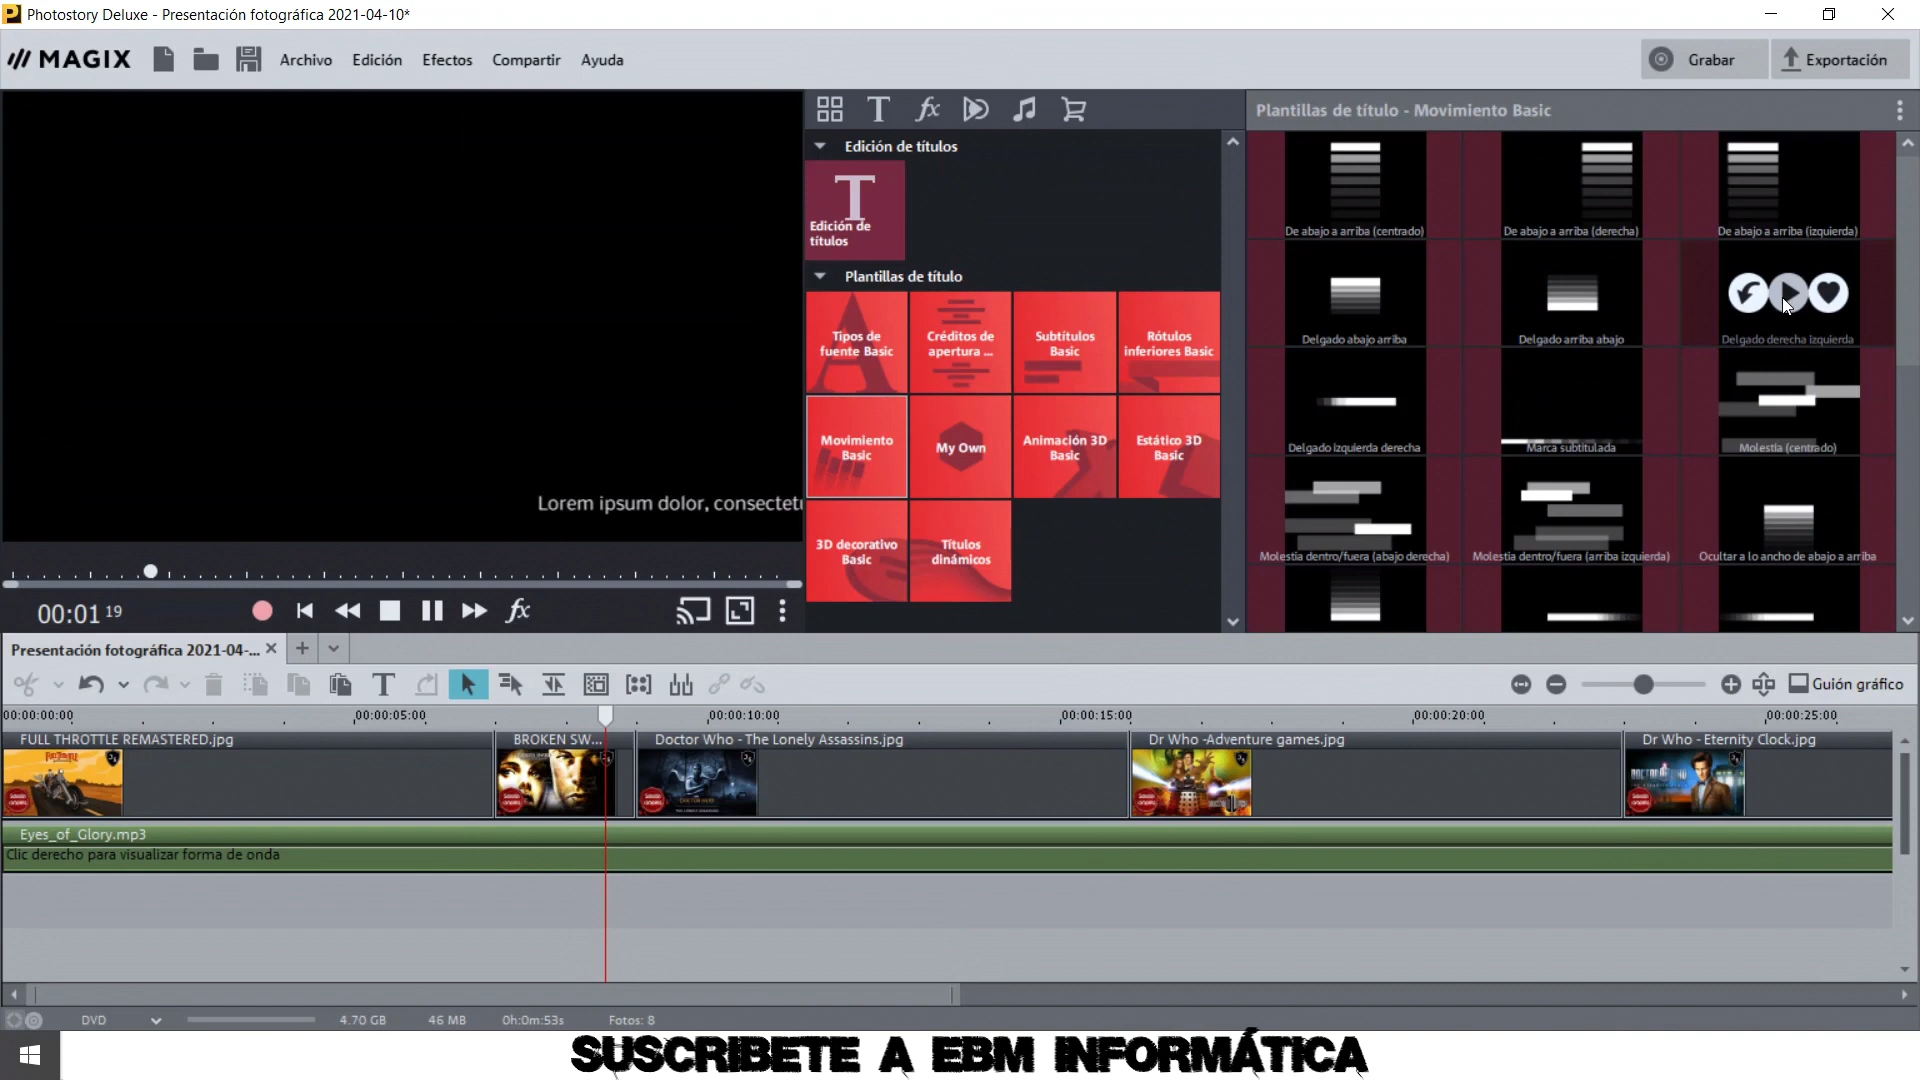 Photostory Deluxe - Presentación fotográfica 2021-04-10*
MAGIX
Archivo
Edición
Efectos
Compartir
Ayuda
Grabar
Exportación
Edición de títulos
Edición de
títulos
Plantillas de título
Tipos de
fuente Basic
Créditos de
apertura ...
Subtítulos
Basic
Rótulos
inferiores Basic
Movimiento
Basic
My Own
Animación 3D
Basic
Estático 3D
Basic
3D decorativo
Basic
Títulos
dinámicos
Plantillas de título - Movimiento Basic
De abajo a arriba (centrado)
De abajo a arriba (derecha)
De abajo a arriba (izquierda)
Delgado abajo arriba
Delgado arriba abajo
Delgado derecha izquierda
Delgado izquierda derecha
Marca subtitulada
Molestia (centrado)
Molestia dentro/fuera (abajo derecha)
Molestia dentro/fuera (arriba izquierda)
Ocultar a lo ancho de abajo a arriba
Lorem ipsum dolor, consectetu
00:01 19
Presentación fotográfica 2021-04-...
Guión gráfico
00:00:00:00
00:00:05:00
00:00:10:00
00:00:15:00
00:00:20:00
00:00:25:00
FULL THROTTLE REMASTERED.jpg
BROKEN SW...
Doctor Who - The Lonely Assassins.jpg
Dr Who -Adventure games.jpg
Dr Who - Eternity Clock.jpg
Eyes_of_Glory.mp3
Clic derecho para visualizar forma de onda
DVD
4.70 GB
46 MB
0h:0m:53s
Fotos: 8
SUSCRIBETE A EBM INFORMÁTICA